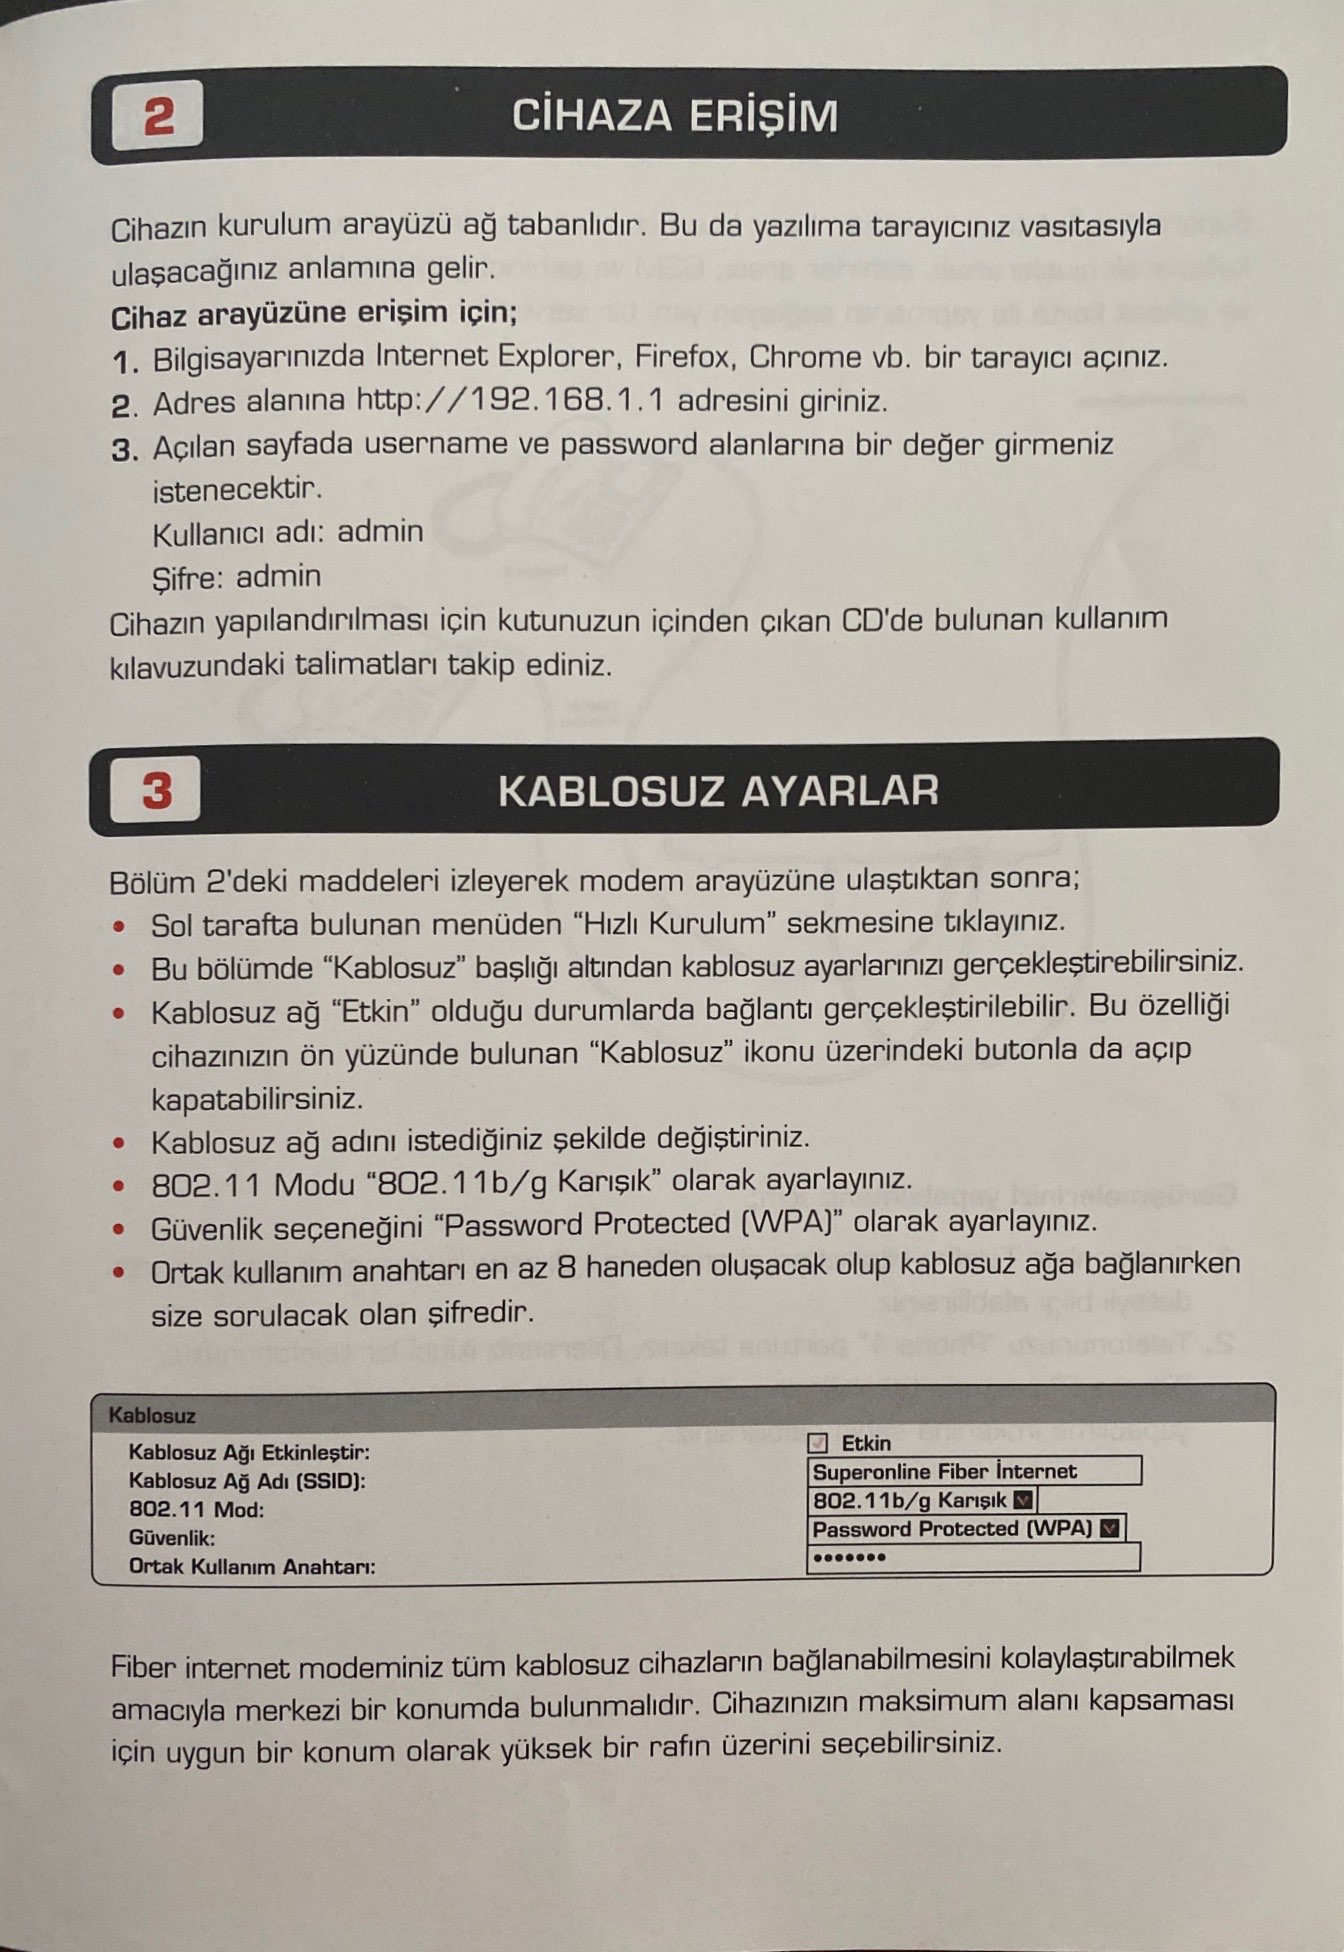 2
CİHAZA ERİŞİM
Cihazın kurulum arayüzü ağ tabanlıdır. Bu da yazılıma tarayıcınız vasıtasıyla
ulaşacağınız anlamına gelir.
Cihaz arayüzüne erişim için;
1. Bilgisayarınızda Internet Explorer, Firefox, Chrome vb. bir tarayıcı açınız.
2. Adres alanına http://192.168.1.1 adresini giriniz.
3. Açılan sayfada username ve password alanlarına bir değer girmeniz
istenecektir.
Kullanıcı adı: admin
Şifre: admin
Cihazın yapılandırılması için kutunuzun içinden çıkan CD'de bulunan kullanım
kılavuzundaki talimatları takip ediniz.
3
KABLOSUZ AYARLAR
Bölüm 2'deki maddeleri izleyerek modem arayüzüne ulaştıktan sonra;
• Sol tarafta bulunan menüden “Hızlı Kurulum” sekmesine tıklayınız.
• Bu bölümde “Kablosuz” başlığı altından kablosuz ayarlarınızı gerçekleştirebilirsiniz.
• Kablosuz ağ “Etkin” olduğu durumlarda bağlantı gerçekleştirilebilir. Bu özelliği
cihazınızın ön yüzünde bulunan “Kablosuz” ikonu üzerindeki butonla da açıp
kapatabilirsiniz.
• Kablosuz ağ adını istediğiniz şekilde değiştiriniz.
• 802.11 Modu “802.11b/g Karışık” olarak ayarlayınız.
• Güvenlik seçeneğini “Password Protected (WPA)” olarak ayarlayınız.
• Ortak kullanım anahtarı en az 8 haneden oluşacak olup kablosuz ağa bağlanırken
size sorulacak olan şifredir.
Kablosuz
Kablosuz Ağı Etkinleştir: Etkin
Kablosuz Ağ Adı (SSID): Superonline Fiber İnternet
802.11 Mod: 802.11b/g Karışık
Güvenlik: Password Protected (WPA)
Ortak Kullanım Anahtarı: •••••••
Fiber internet modeminiz tüm kablosuz cihazların bağlanabilmesini kolaylaştırabilmek
amacıyla merkezi bir konumda bulunmalıdır. Cihazınızın maksimum alanı kapsaması
için uygun bir konum olarak yüksek bir rafın üzerini seçebilirsiniz.